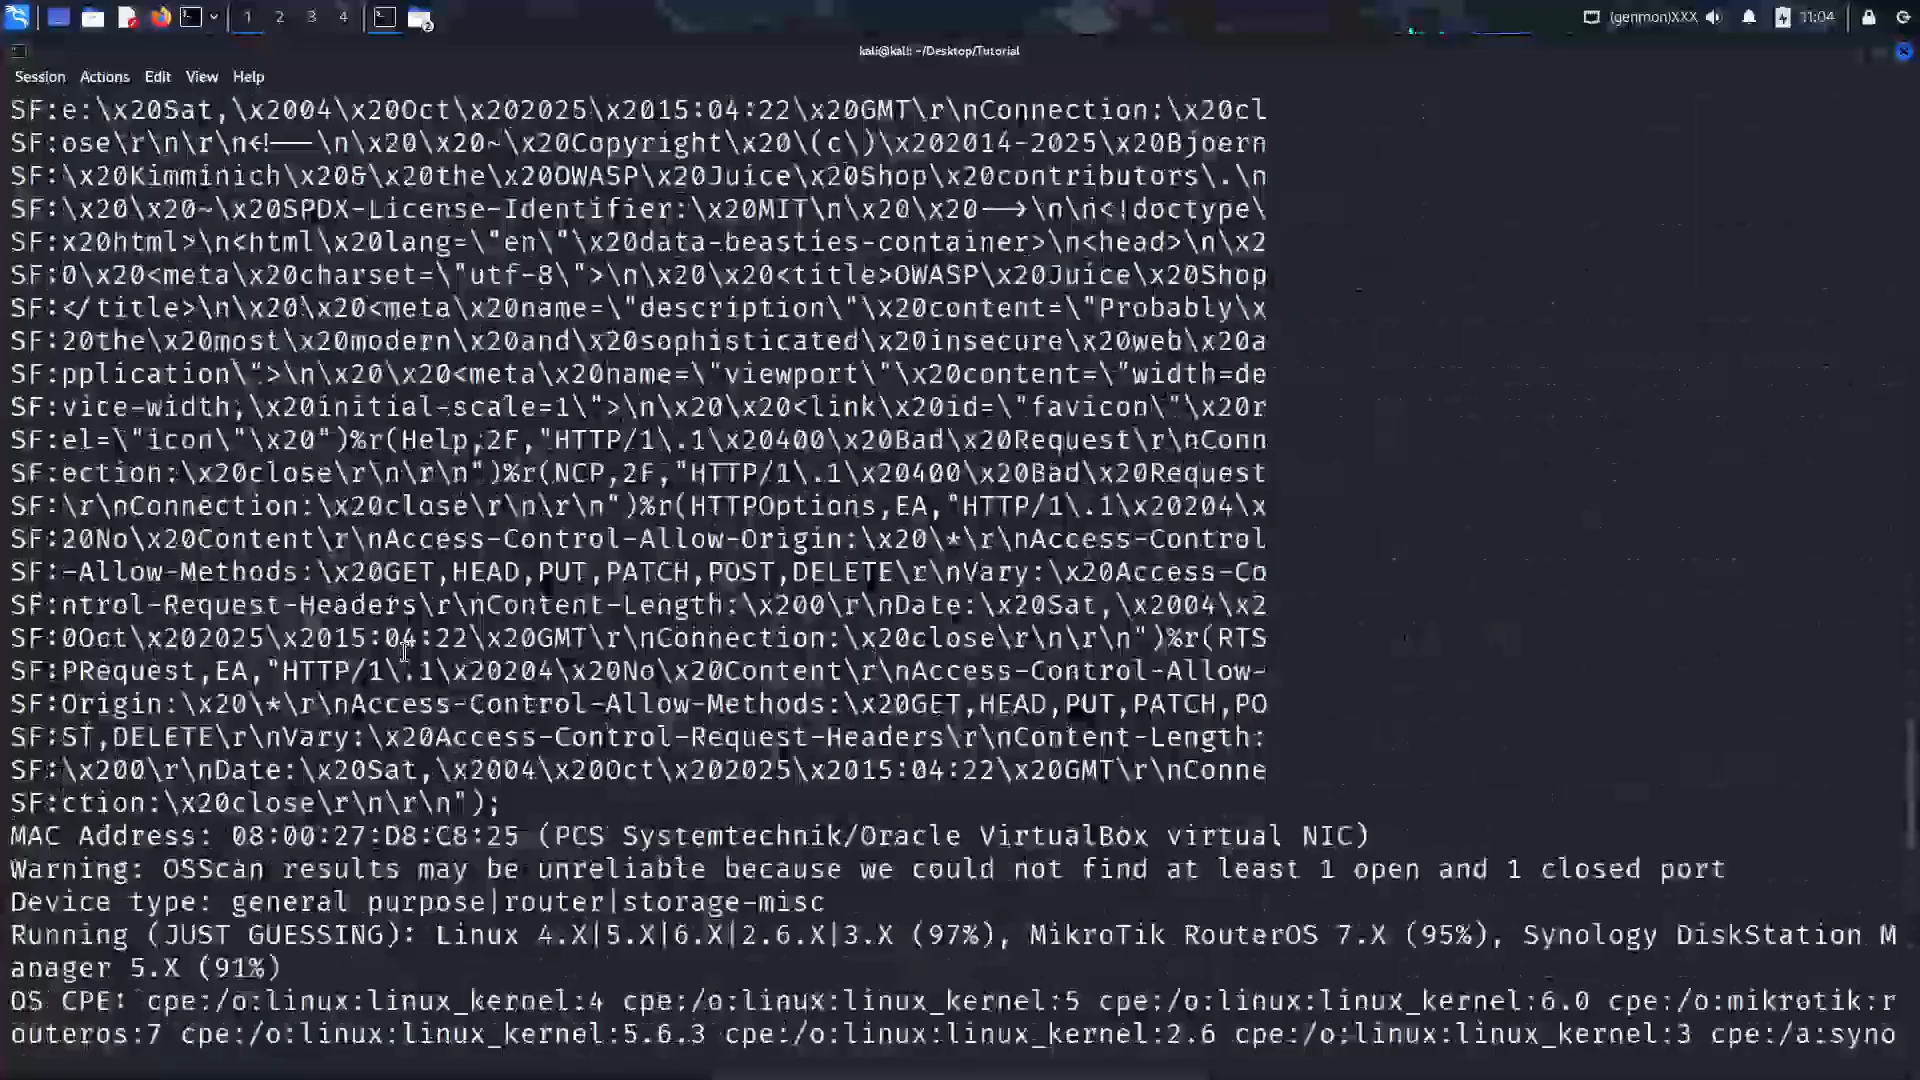 1 2 3 4
2
(genmon)XXX
11:04
kali@kali: ~/Desktop/Tutorial
Session Actions Edit View Help
SF:e:\x20Sat,\x2004\x20Oct\x202025\x2015:04:22\x20GMT\r\nConnection:\x20cl
SF:ose\r\n\r\n<!--\n\x20\x20~\x20Copyright\x20\(c\)\x202014-2025\x20Bjoern
SF:\x20Kimminich\x20&\x20the\x20OWASP\x20Juice\x20Shop\x20contributors\.\n
SF:\x20\x20~\x20SPDX-License-Identifier:\x20MIT\n\x20\x20-->\n\n<!doctype\
SF:x20html>\n<html\x20lang=\"en\"\x20data-beasties-container>\n<head>\n\x2
SF:0\x20<meta\x20charset=\"utf-8\">\n\x20\x20<title>OWASP\x20Juice\x20Shop
SF:</title>\n\x20\x20<meta\x20name=\"description\"\x20content=\"Probably\x
SF:20the\x20most\x20modern\x20and\x20sophisticated\x20insecure\x20web\x20a
SF:pplication\">\n\x20\x20<meta\x20name=\"viewport\"\x20content=\"width=de
SF:vice-width,\x20initial-scale=1\">\n\x20\x20<link\x20id=\"favicon\"\x20r
SF:el=\"icon\"\x20")%r(Help,2F,"HTTP/1\.1\x20400\x20Bad\x20Request\r\nConn
SF:ection:\x20close\r\n\r\n")%r(NCP,2F,"HTTP/1\.1\x20400\x20Bad\x20Request
SF:\r\nConnection:\x20close\r\n\r\n")%r(HTTPOptions,EA,"HTTP/1\.1\x20204\x
SF:20No\x20Content\r\nAccess-Control-Allow-Origin:\x20\*\r\nAccess-Control
SF:-Allow-Methods:\x20GET,HEAD,PUT,PATCH,POST,DELETE\r\nVary:\x20Access-Co
SF:ntrol-Request-Headers\r\nContent-Length:\x200\r\nDate:\x20Sat,\x2004\x2
SF:0Oct\x202025\x2015:04:22\x20GMT\r\nConnection:\x20close\r\n\r\n")%r(RTS
SF:PRequest,EA,"HTTP/1\.1\x20204\x20No\x20Content\r\nAccess-Control-Allow-
SF:Origin:\x20\*\r\nAccess-Control-Allow-Methods:\x20GET,HEAD,PUT,PATCH,PO
SF:ST,DELETE\r\nVary:\x20Access-Control-Request-Headers\r\nContent-Length:
SF:\x200\r\nDate:\x20Sat,\x2004\x20Oct\x202025\x2015:04:22\x20GMT\r\nConne
SF:ction:\x20close\r\n\r\n");
MAC Address: 08:00:27:D8:C8:25 (PCS Systemtechnik/Oracle VirtualBox virtual NIC)
Warning: OSScan results may be unreliable because we could not find at least 1 open and 1 closed port
Device type: general purpose|router|storage-misc
Running (JUST GUESSING): Linux 4.X|5.X|6.X|2.6.X|3.X (97%), MikroTik RouterOS 7.X (95%), Synology DiskStation M
anager 5.X (91%)
OS CPE: cpe:/o:linux:linux_kernel:4 cpe:/o:linux:linux_kernel:5 cpe:/o:linux:linux_kernel:6.0 cpe:/o:mikrotik:r
outeros:7 cpe:/o:linux:linux_kernel:5.6.3 cpe:/o:linux:linux_kernel:2.6 cpe:/o:linux:linux_kernel:3 cpe:/a:syno